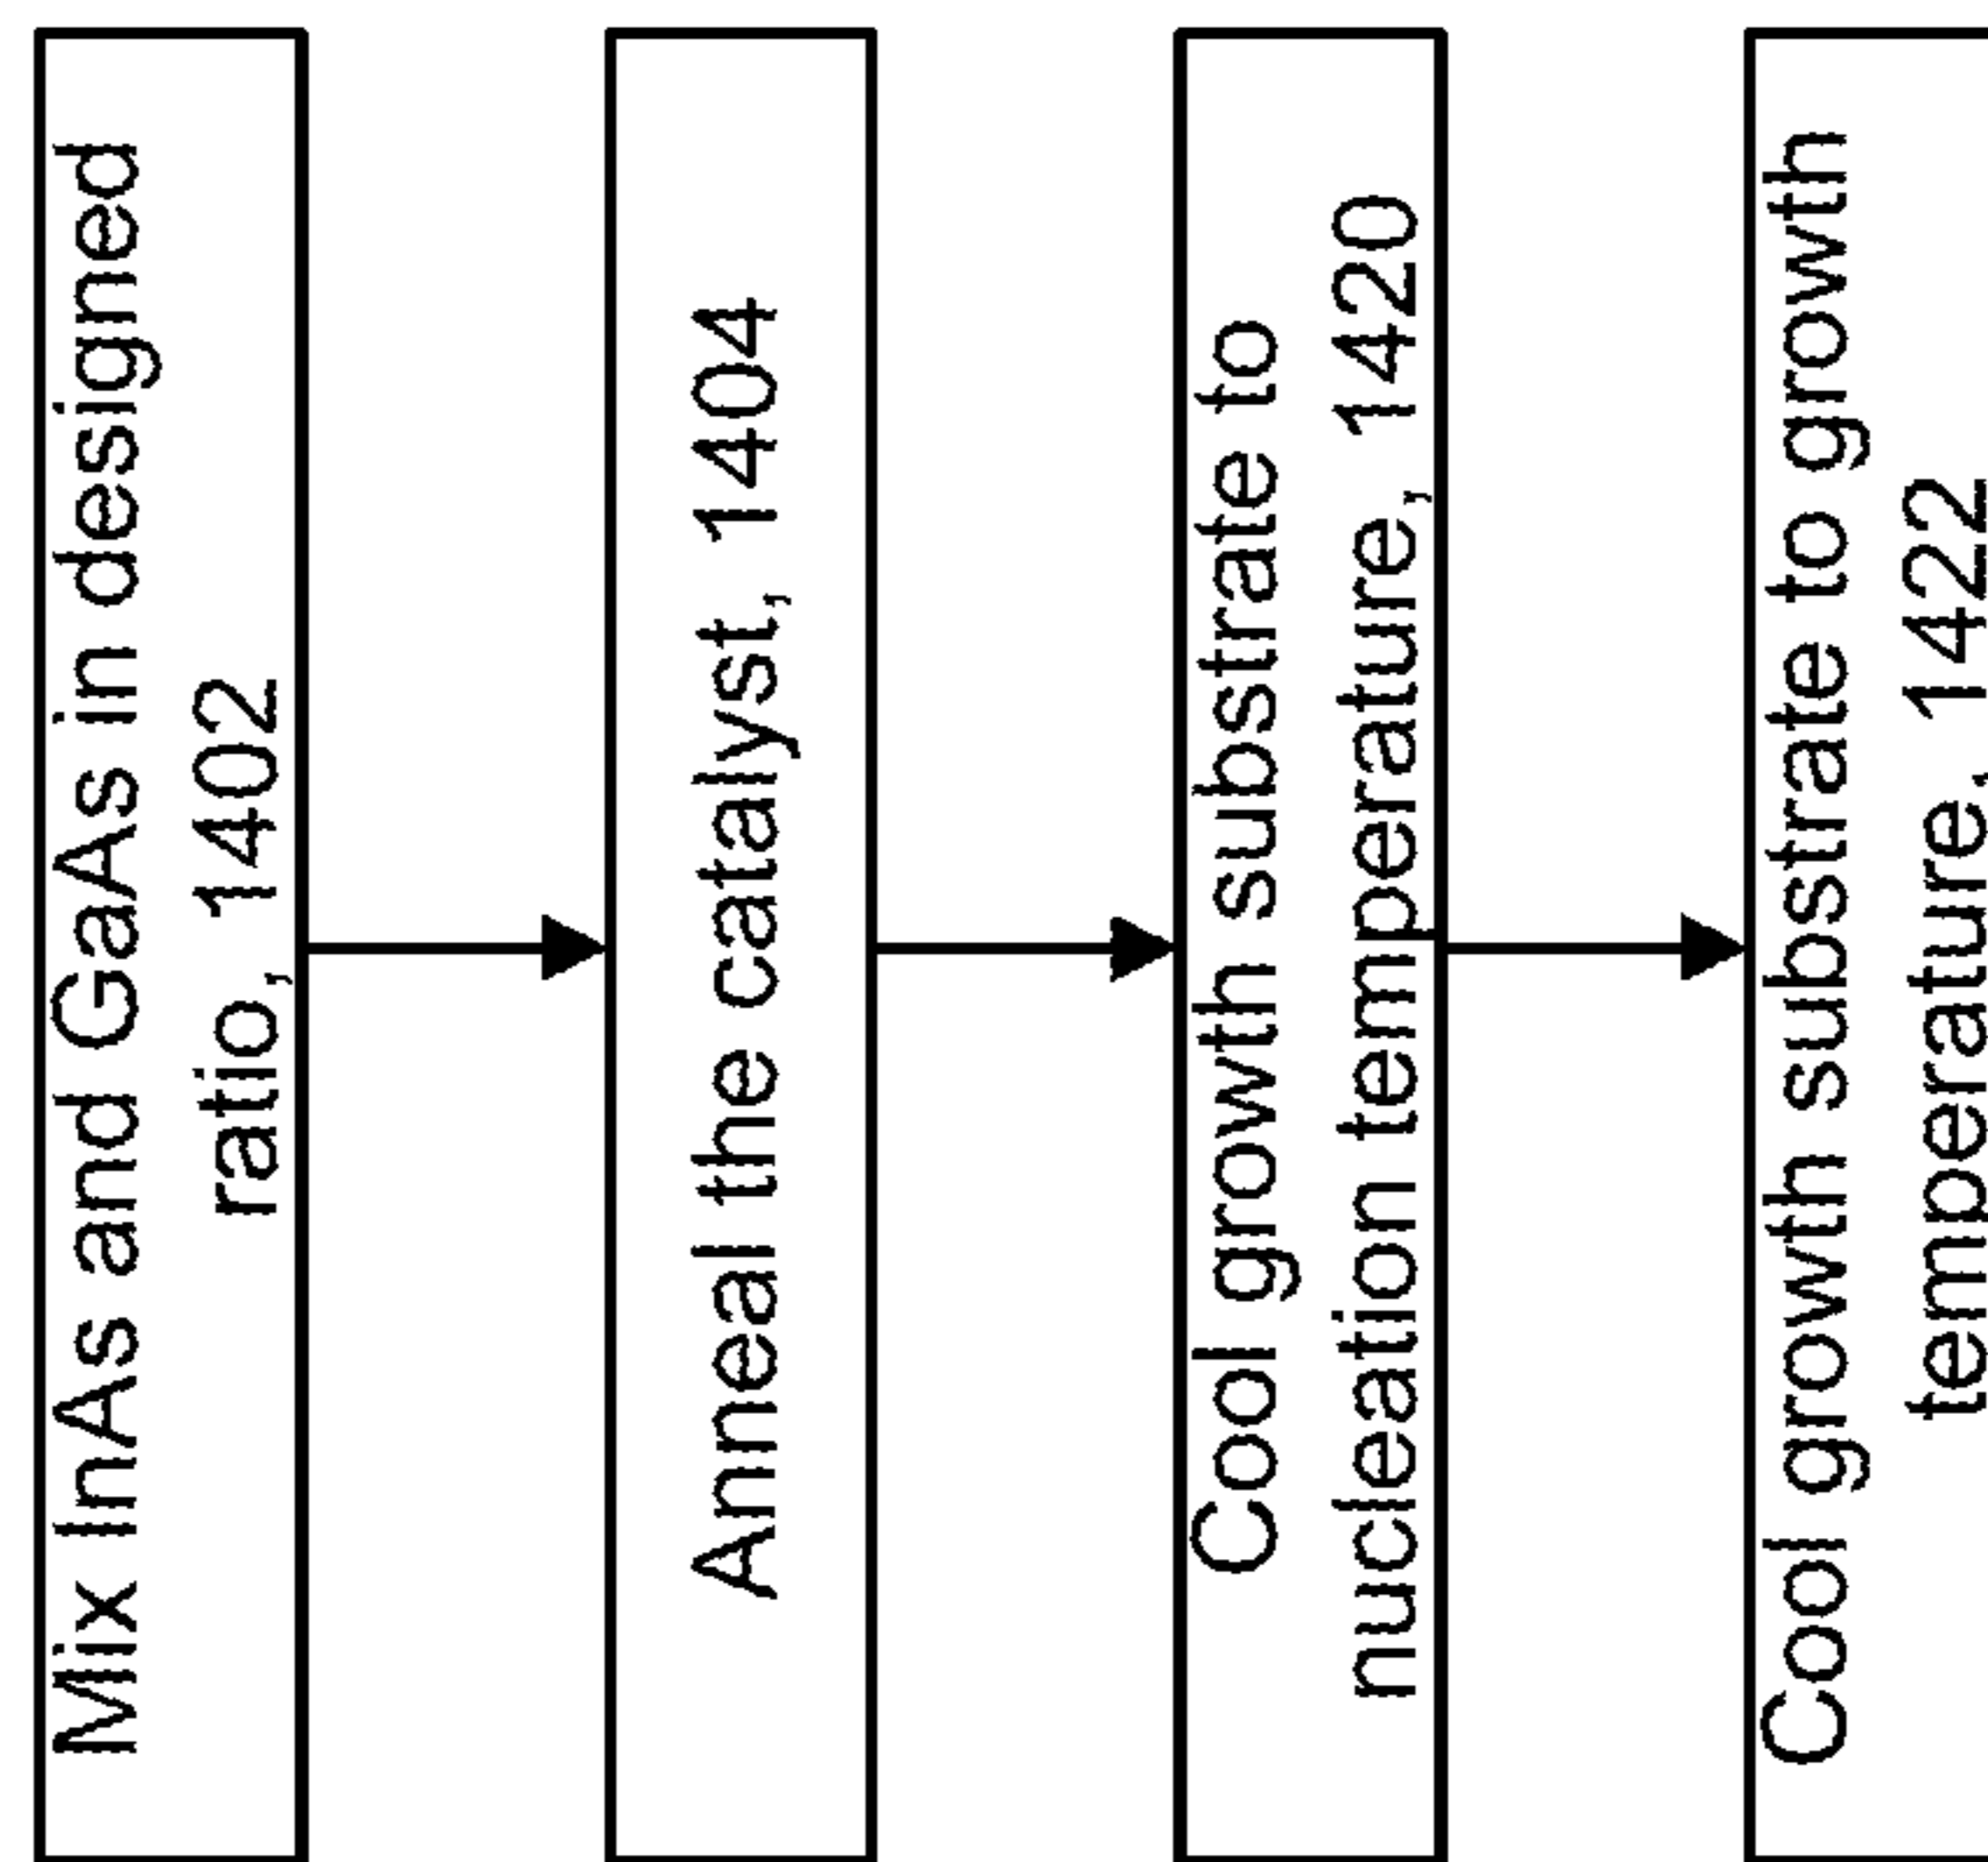 Mix InAs and GaAs in designed
ratio, 1402
Anneal the catalyst, 1404
Cool growth substrate to
nucleation temperature, 1420
Cool growth substrate to growth
temperature, 1422